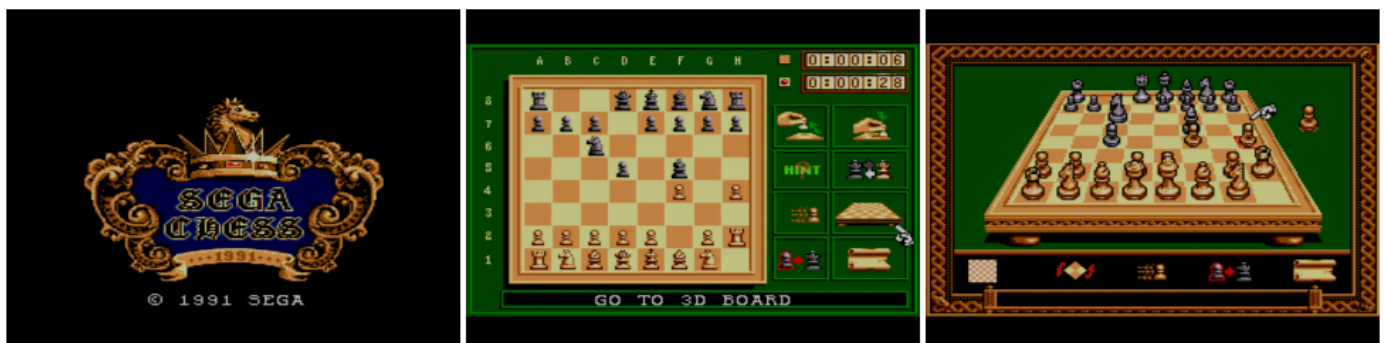 SEGA
CHESS
1991
© 1991 SEGA
A B C D E F G H
0:00:06
0:00:28
8
7
6
5
4
3
2
1
HINT
GO TO 3D BOARD